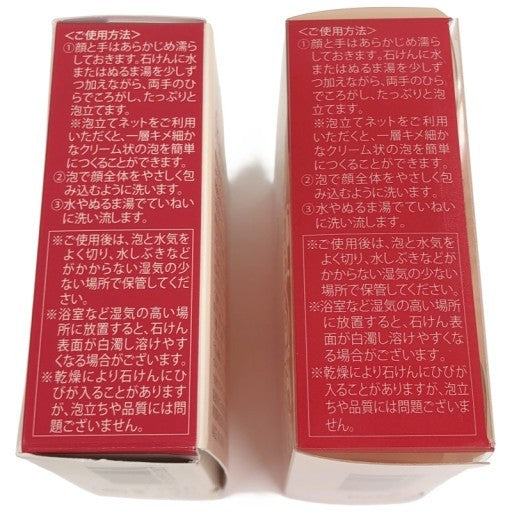 ＜ご使用方法＞
①顔と手はあらかじめ濡ら
しておきます。石けんに水
またはぬるま湯を少しず
つ加えながら、両手のひら
でころがし、たっぷりと
泡立てます。
※泡立てネットをご利用
いただくと、一層キメ細か
なクリーム状の泡を簡単
につくることができます。
②泡で顔全体をやさしく包
み込むように洗います。
③水やぬるま湯でていねい
に洗い流します。
※ご使用後は、泡と水気を
よく切り、水しぶきなどが
かからない湿気の少な
い場所で保管してくだ
さい。
※浴室など湿気の高い場
所に放置すると、石けん
表面が白濁し溶けやすく
なる場合がございます。
※乾燥により石けんにひ
びが入ることがあります
が、泡立ちや品質には問
題ございません。
＜ご使用方法＞
①顔と手はあらかじめ濡ら
しておきます。石けんに水
またはぬるま湯を少しず
つ加えながら、両手のひ
らでころがし、たっぷりと
泡立てます。
※泡立てネットをご利用
いただくと、一層キメ細か
なクリーム状の泡を簡単
につくることができます。
②泡で顔全体をやさしく包
み込むように洗います。
③水やぬるま湯でていねい
に洗い流します。
※ご使用後は、泡と水気を
よく切り、水しぶきなどが
かからない湿気の少ない
場所で保管してください。
※浴室など湿気の高い場所
に放置すると、石けん表
面が白濁し溶けやすくな
る場合がございます。
※乾燥により石けんにひびが
入ることがありますが、泡立
ちや品質には問題ございま
せん。